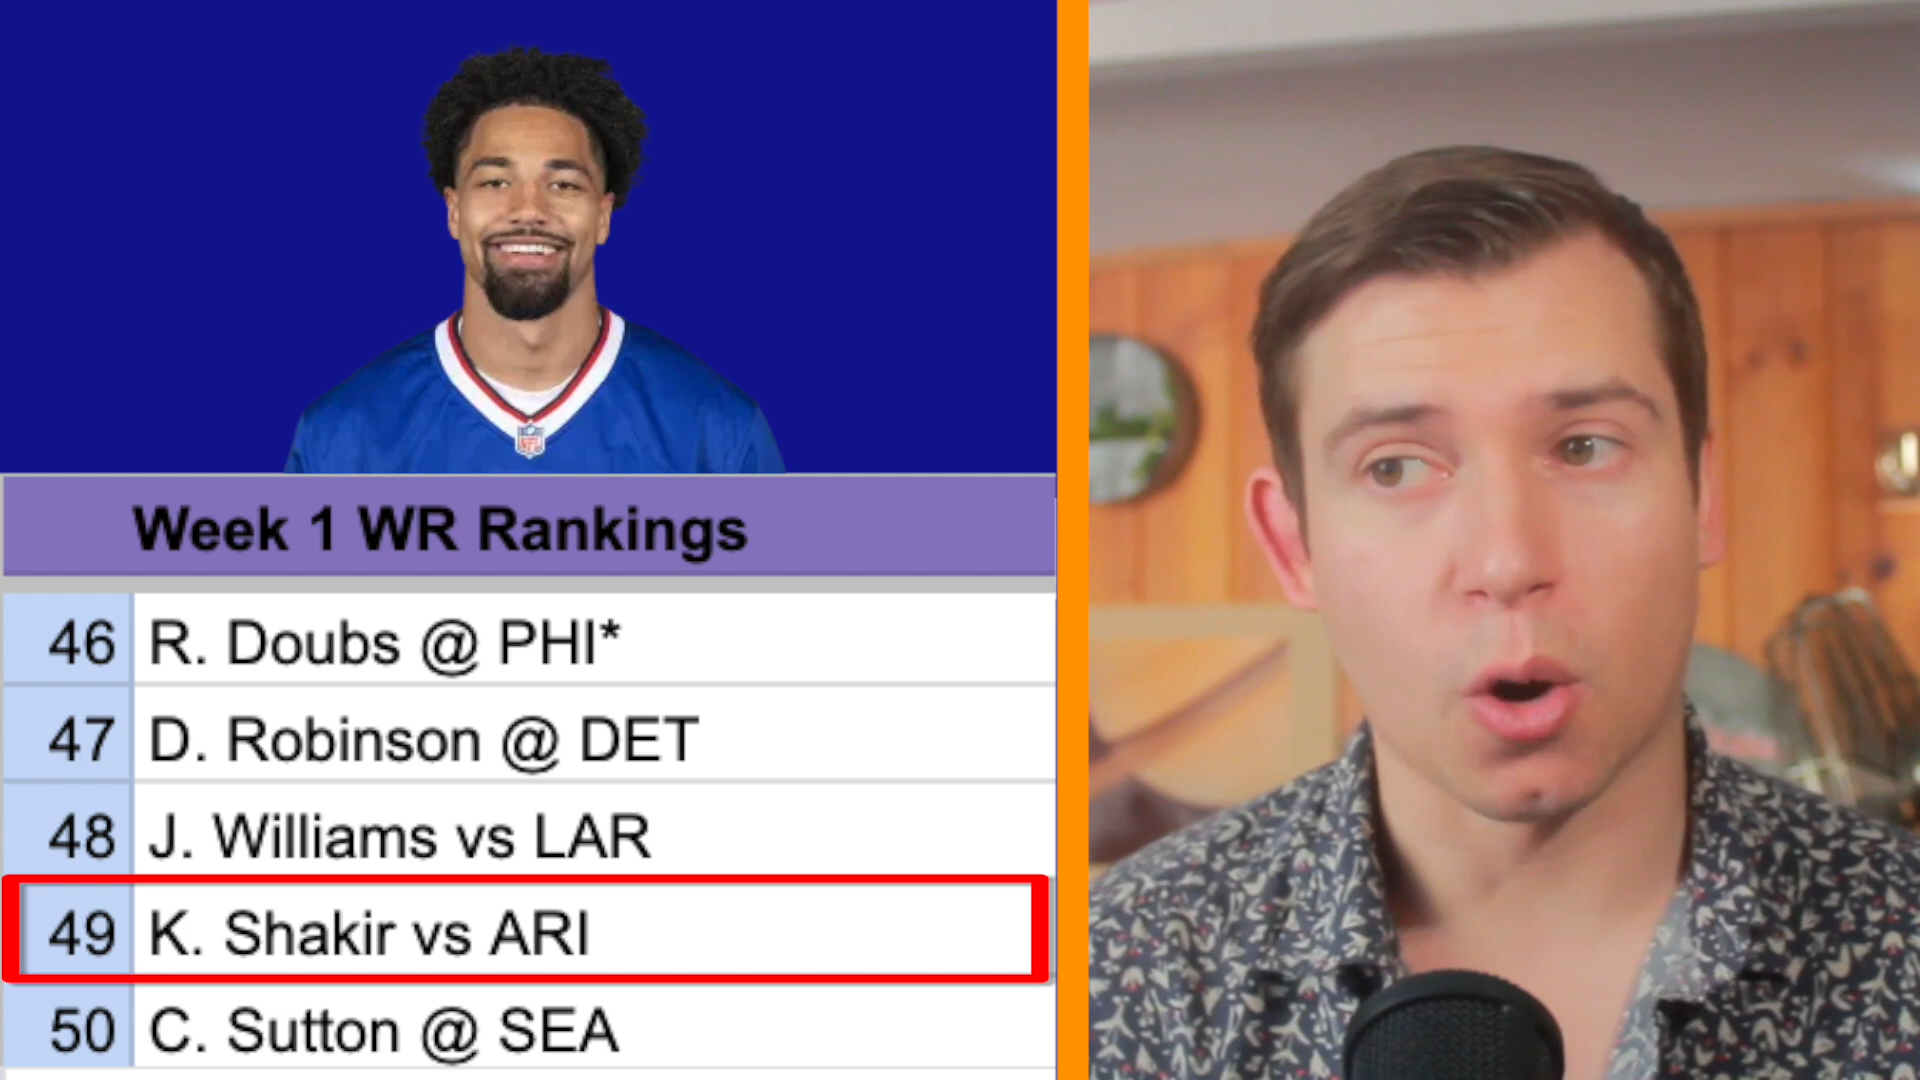 NFL
Week 1 WR Rankings
46 R. Doubs @ PHI*
47 D. Robinson @ DET
48 J. Williams vs LAR
49 K. Shakir vs ARI
50 C. Sutton @ SEA